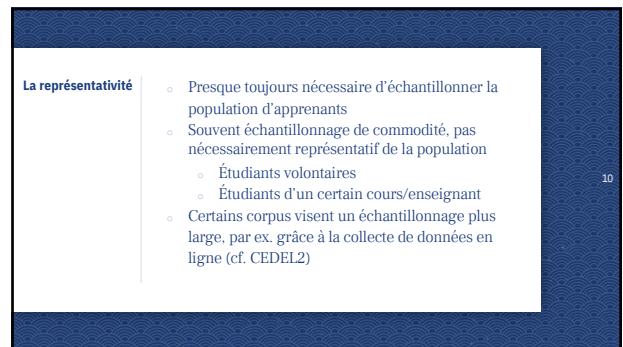 La représentativité
◦ Presque toujours nécessaire d'échantillonner la
population d'apprenants
◦ Souvent échantillonnage de commodité, pas
nécessairement représentatif de la population
◦ Étudiants volontaires
◦ Étudiants d'un certain cours/enseignant
◦ Certains corpus visent un échantillonnage plus
large, par ex. grâce à la collecte de données en
ligne (cf. CEDEL2)
10